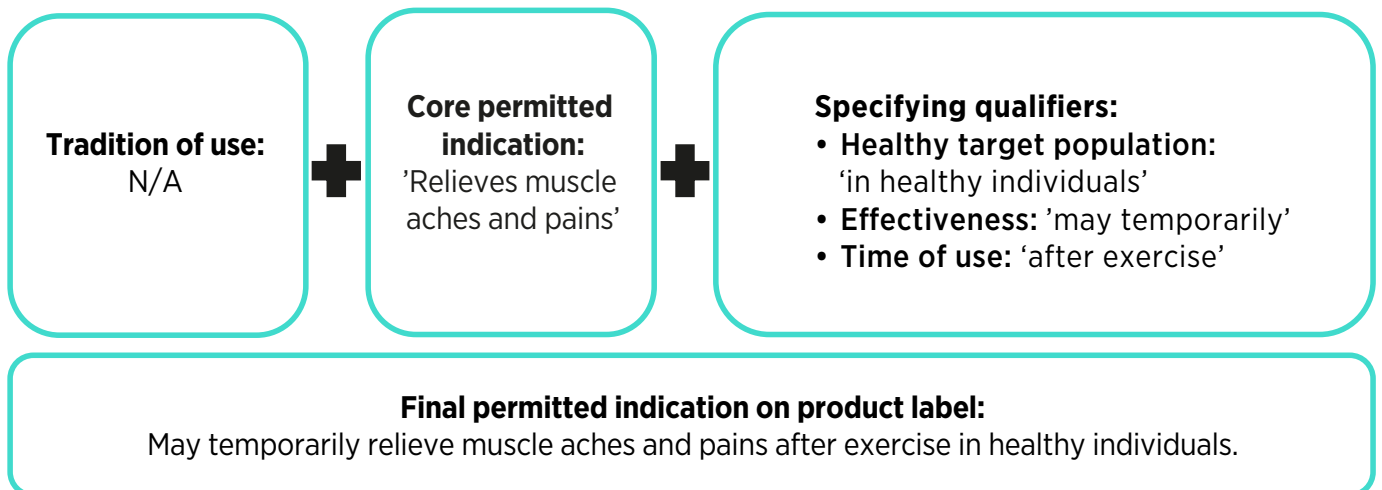 Tradition of use:
N/A
Core permitted
indication:
’Relieves muscle
aches and pains’
Specifying qualifiers:
• Healthy target population:
‘in healthy individuals’
• Effectiveness: ’may temporarily’
• Time of use: ‘after exercise’
Final permitted indication on product label:
May temporarily relieve muscle aches and pains after exercise in healthy individuals.